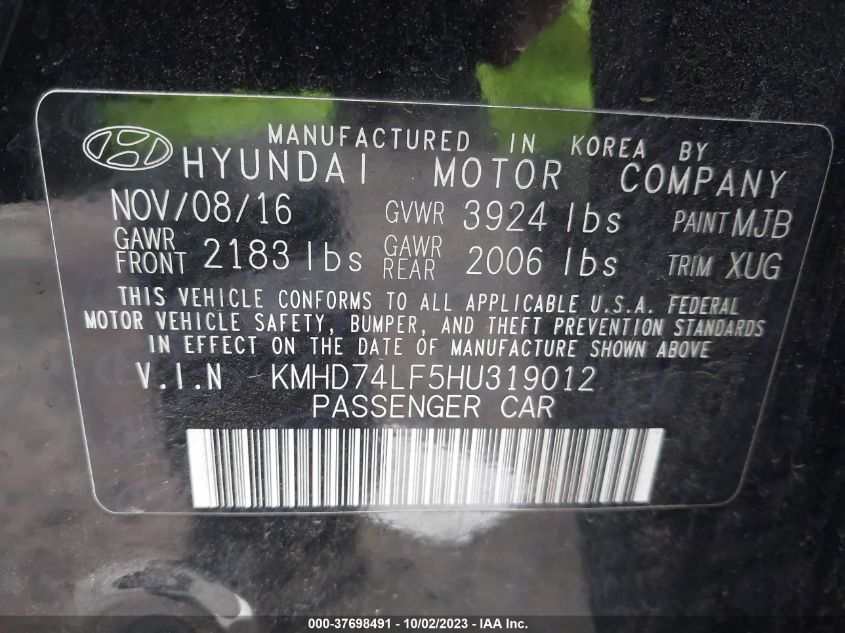 MANUFACTURED IN KOREA BY
HYUNDAI MOTOR COMPANY
NOV/08/16 GVWR 3924 lbs PAINT MJB
GAWR FRONT 2183 lbs GAWR REAR 2006 lbs TRIM XUG
THIS VEHICLE CONFORMS TO ALL APPLICABLE U.S.A. FEDERAL
MOTOR VEHICLE SAFETY, BUMPER, AND THEFT PREVENTION STANDARDS
IN EFFECT ON THE DATE OF MANUFACTURE SHOWN ABOVE
V.I.N KMHD74LF5HU319012
PASSENGER CAR
000-37698491 - 10/02/2023 - IAA Inc.